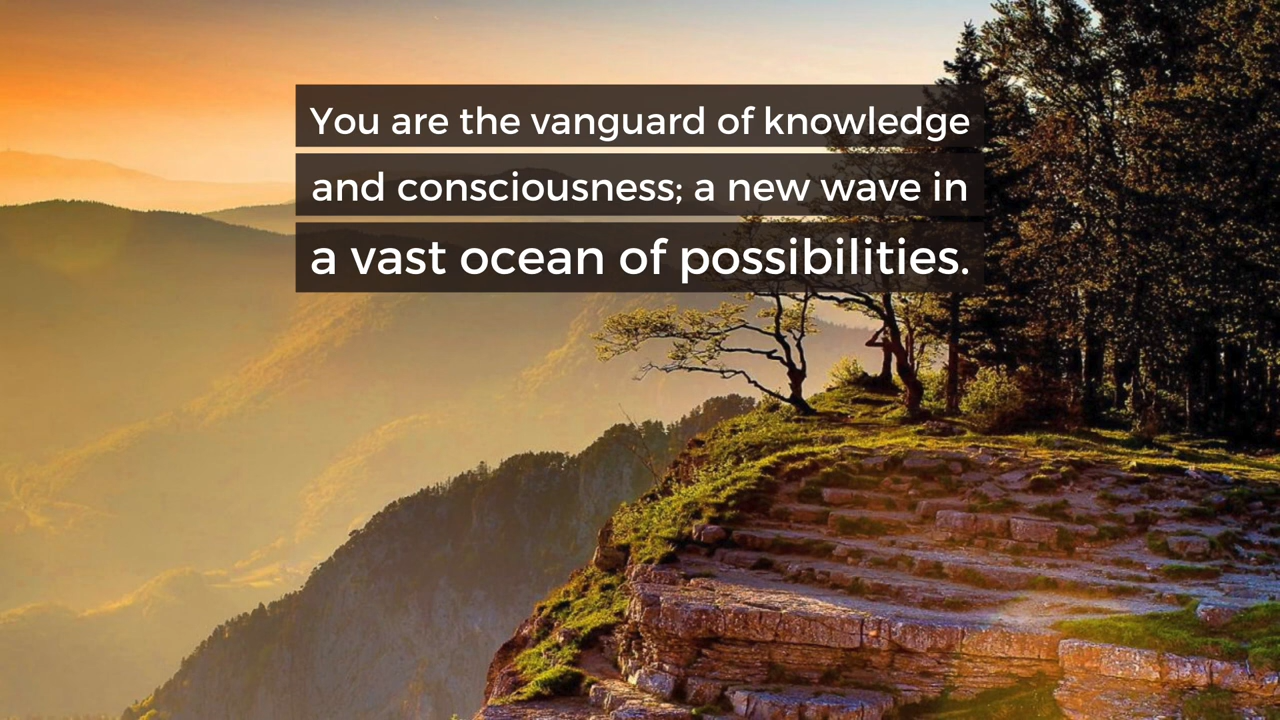 You are the vanguard of knowledge
and consciousness; a new wave in
a vast ocean of possibilities.